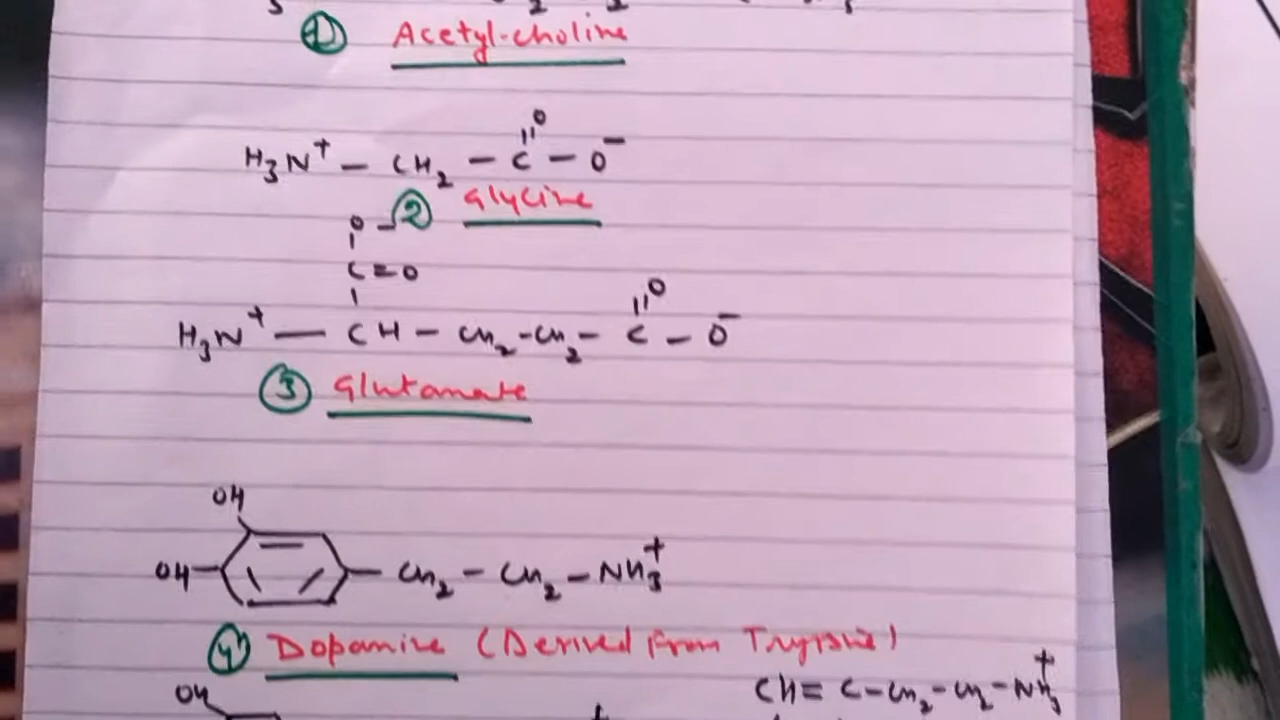 ① Acetyl-choline
O
||
H₃N⁺ – CH₂ – C – O⁻
② Glycine
O -
|
C=O
| O
||
H₃N⁺ — CH – CH₂ – CH₂ – C – O⁻
③ Glutamate
OH
OH – CH₂ – CH₂ – NH₃⁺
④ Dopamine (Derived from Tryrsine)
OH
CH = C – CH₂ – CH₂ – NH₃⁺